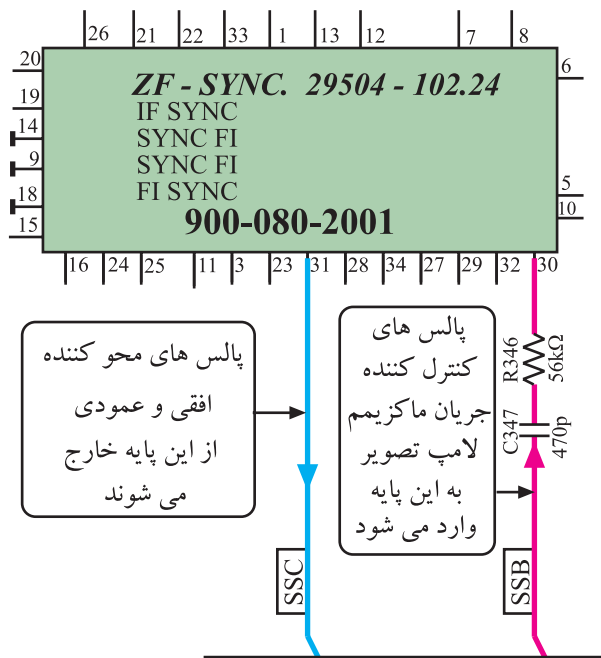 26 21 22 33 1 13 12 7 8
20
19
14
9
18
15
6
5
10
ZF - SYNC. 29504 - 102.24
IF SYNC
SYNC FI
SYNC FI
FI SYNC
900-080-2001
16 24 25 11 3 23 31 28 34 27 29 32 30
پالس های محو کننده
افقی و عمودی
از این پایه خارج
می شوند
پالس های
کنترل کننده
جریان ماکزیمم
لامپ تصویر
به این پایه
وارد می شود
R346
56kΩ
C347
470p
SSC
SSB